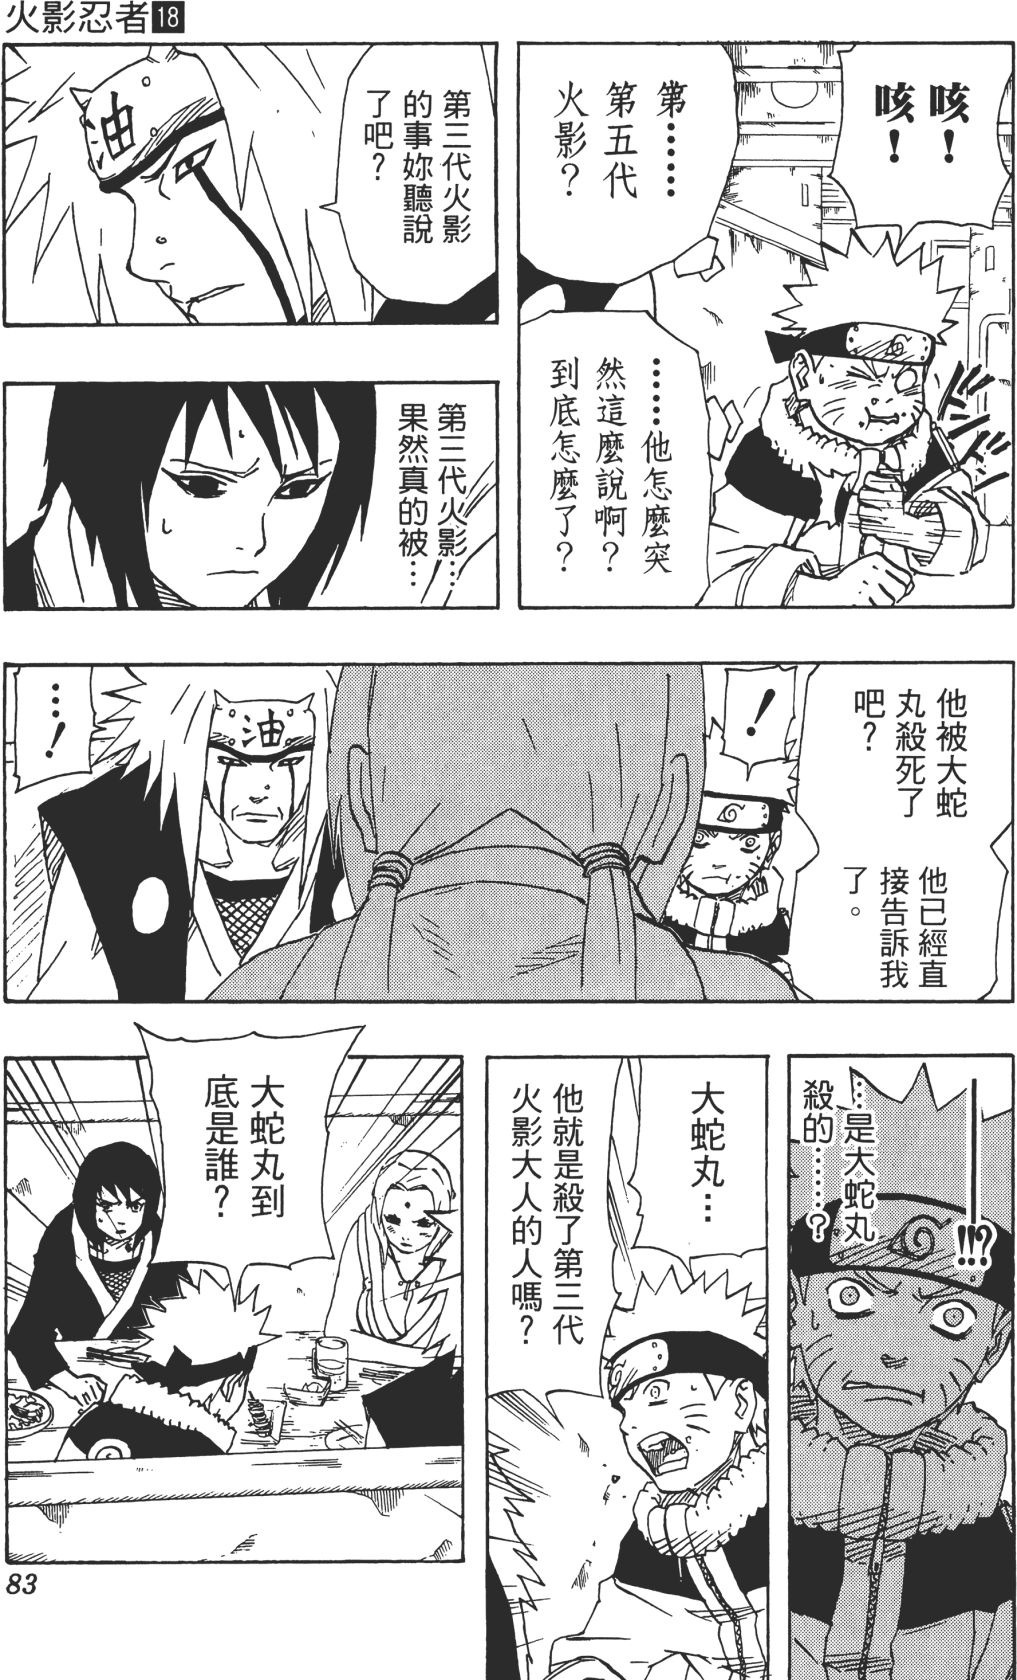 火影忍者18
咳！
咳！
第……
第五代
火影？
……他怎麼突
然這麼說啊？
到底怎麼了？
第三代火影
的事妳聽說
了吧？
第三代火影…
果然真的被…
他被大蛇
丸殺死了
吧？
他已經直
接告訴我
了。
！
…！
――!!?
…是大蛇丸
殺的……？
大蛇丸…
他就是殺了第三代
火影大人的人嗎？
大蛇丸到
底是誰？
83